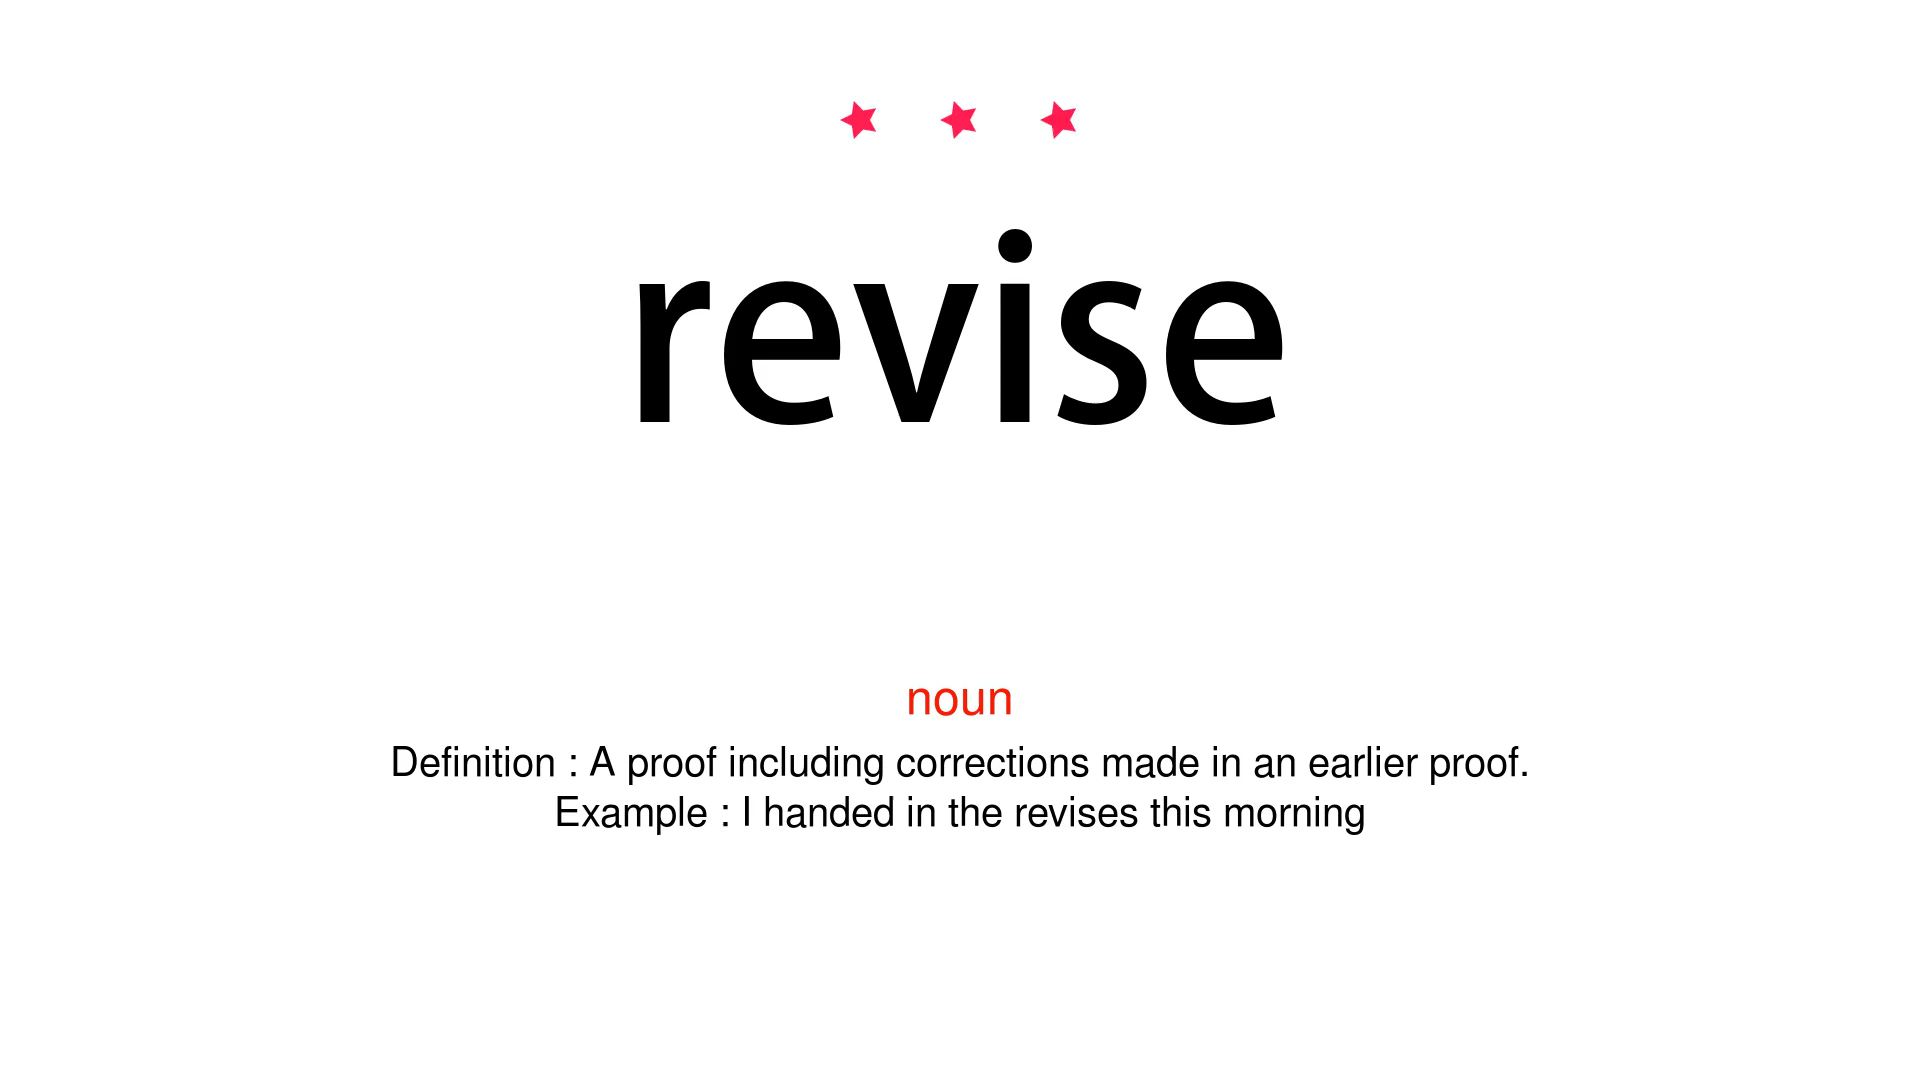 revise
noun
Definition : A proof including corrections made in an earlier proof.
Example : I handed in the revises this morning